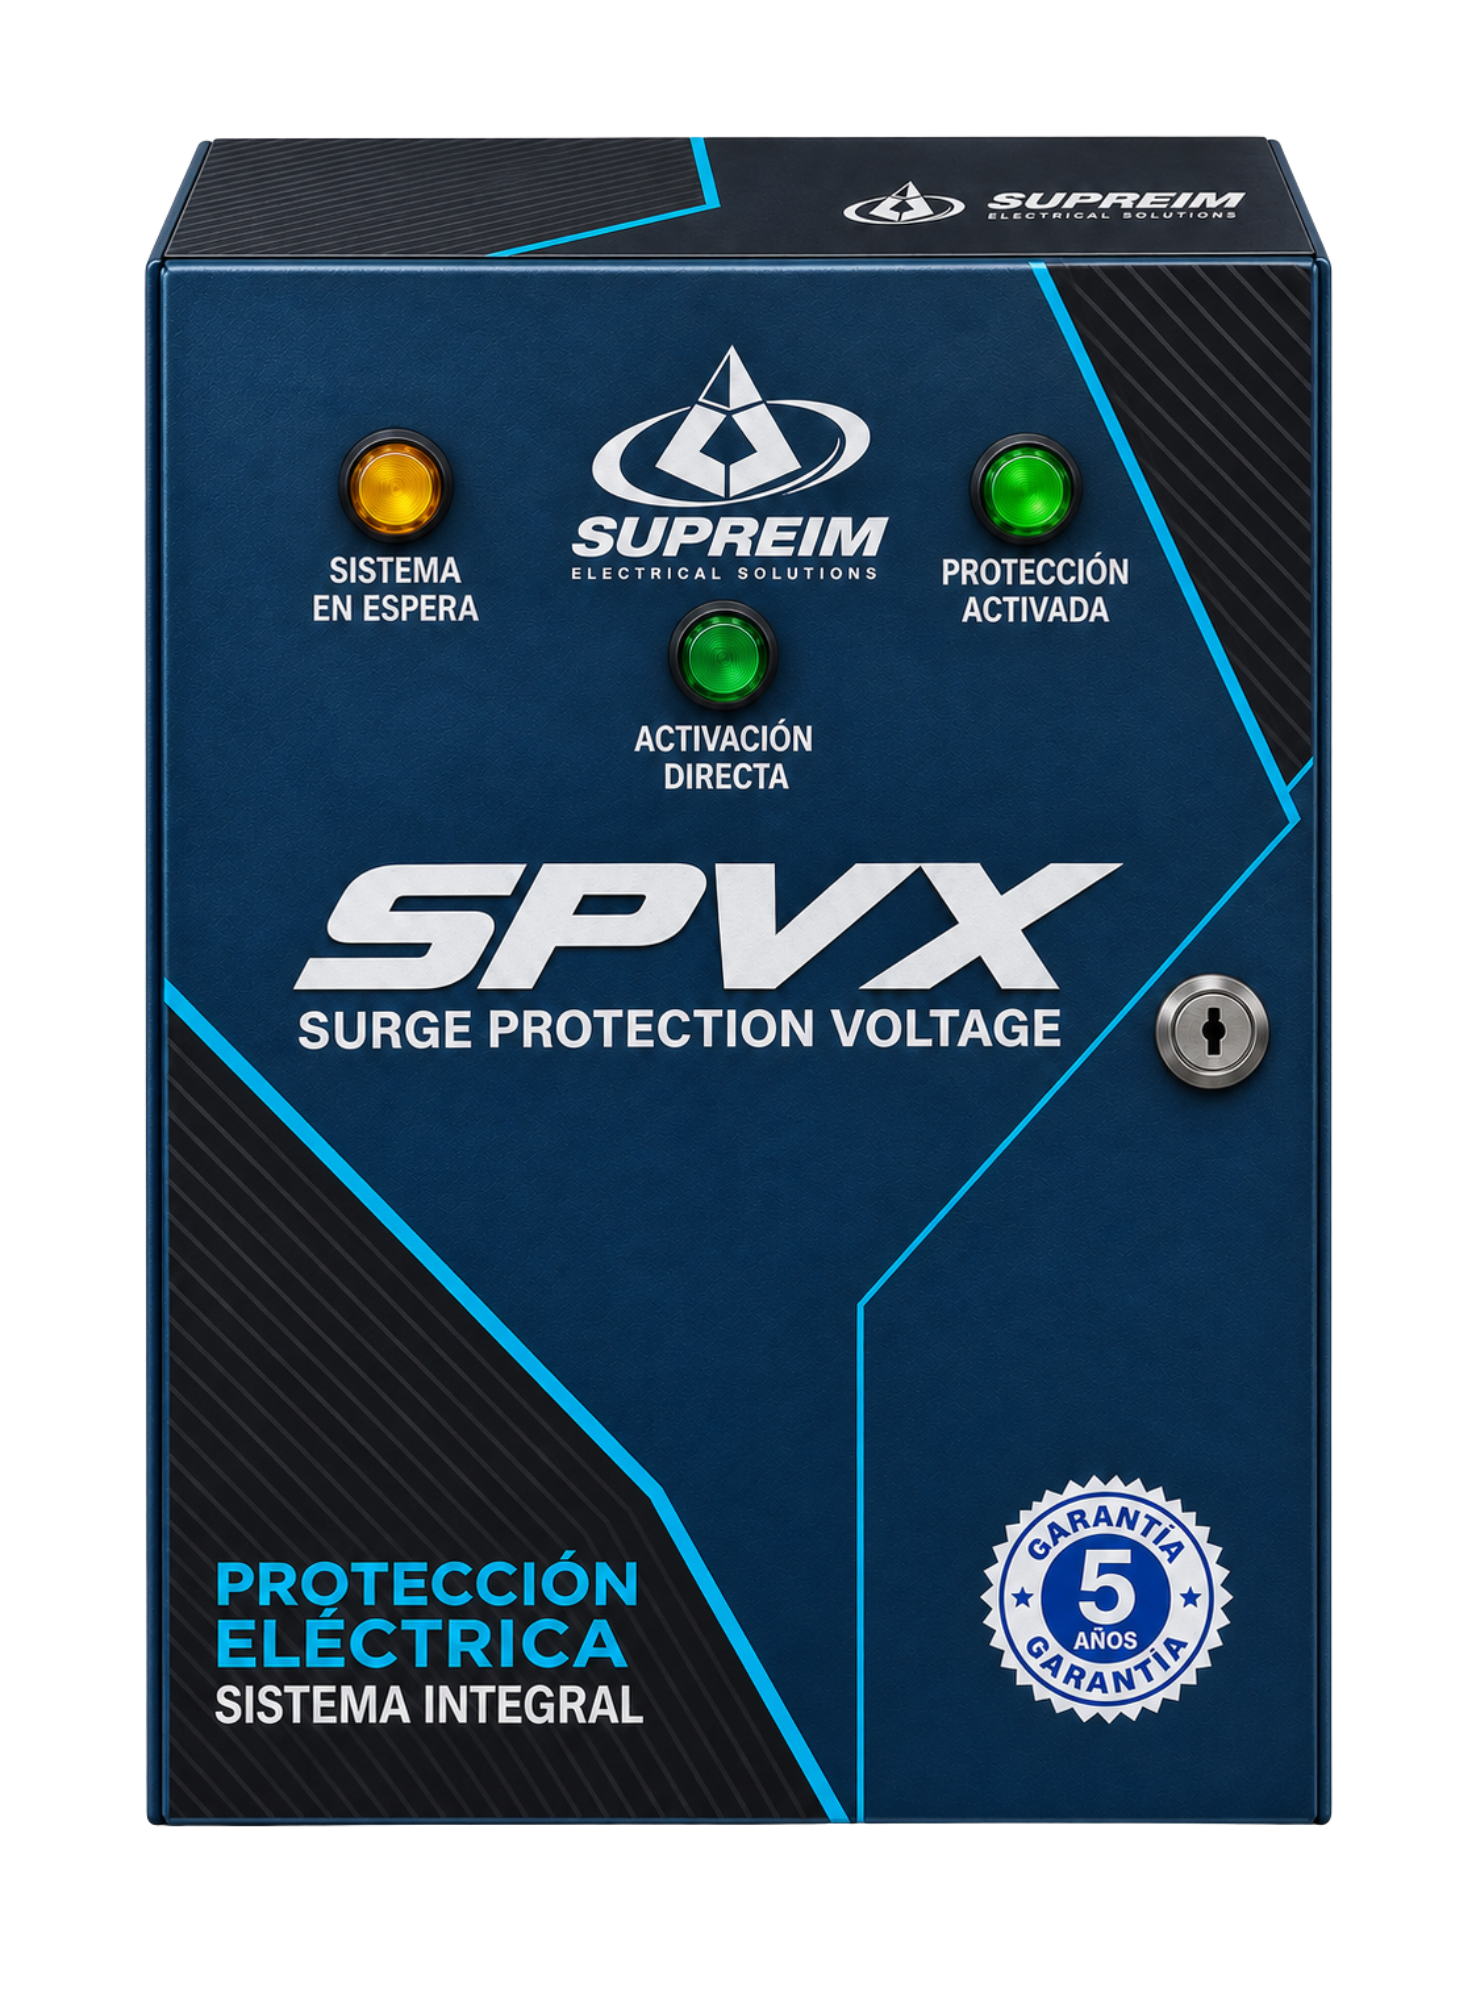 SUPREIM
ELECTRICAL SOLUTIONS
SUPREIM
ELECTRICAL SOLUTIONS
SISTEMA
EN ESPERA
PROTECCIÓN
ACTIVADA
ACTIVACIÓN
DIRECTA
SPVX
SURGE PROTECTION VOLTAGE
PROTECCIÓN
ELÉCTRICA
SISTEMA INTEGRAL
GARANTÍA
5
AÑOS
GARANTÍA